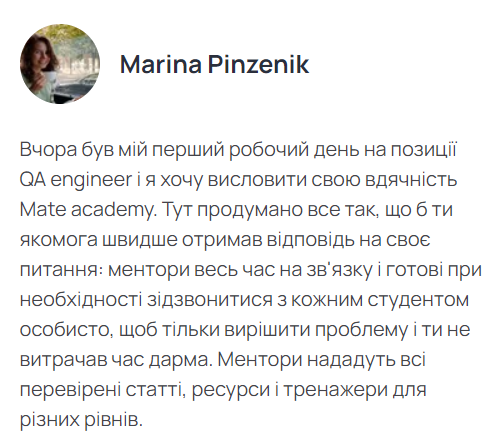 Marina Pinzenik
Вчора був мій перший робочий день на позиції
QA engineer і я хочу висловити свою вдячність
Mate academy. Тут продумано все так, що б ти
якомога швидше отримав відповідь на своє
питання: ментори весь час на зв'язку і готові при
необхідності зідзвонитися з кожним студентом
особисто, щоб тільки вирішити проблему і ти не
витрачав час дарма. Ментори нададуть всі
перевірені статті, ресурси і тренажери для
різних рівнів.